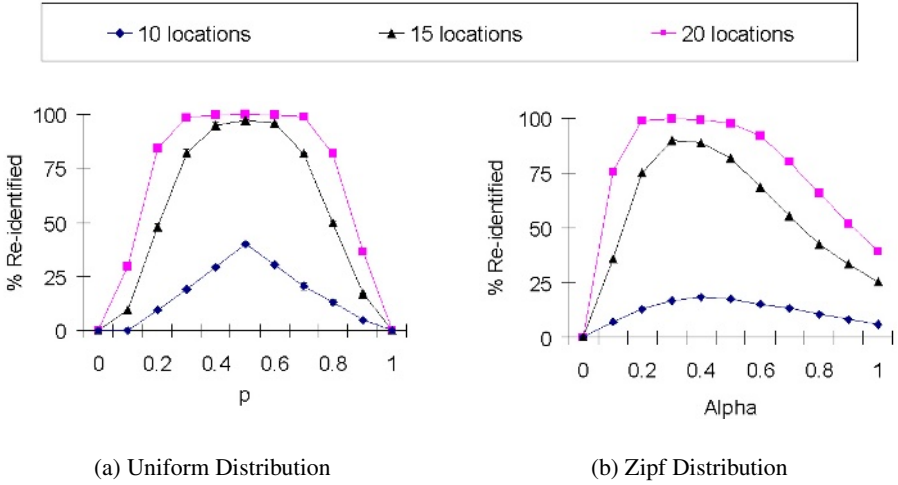 10 locations 15 locations 20 locations
100
75
50
25
0
% Re-identified
0 0.2 0.4 0.6 0.8 1
p
(a) Uniform Distribution
100
75
50
25
0
% Re-identified
0 0.2 0.4 0.6 0.8 1
Alpha
(b) Zipf Distribution